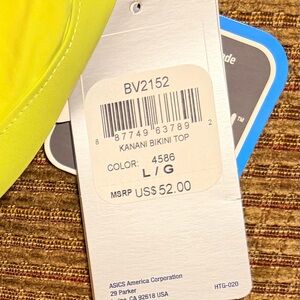 BV2152
8 87749 63789 2
KANANI BIKINI TOP
COLOR: 4586
L / G
MSRP US$ 52.00
ASICS America Corporation
29 Parker
CA 92618 USA
HTG-020